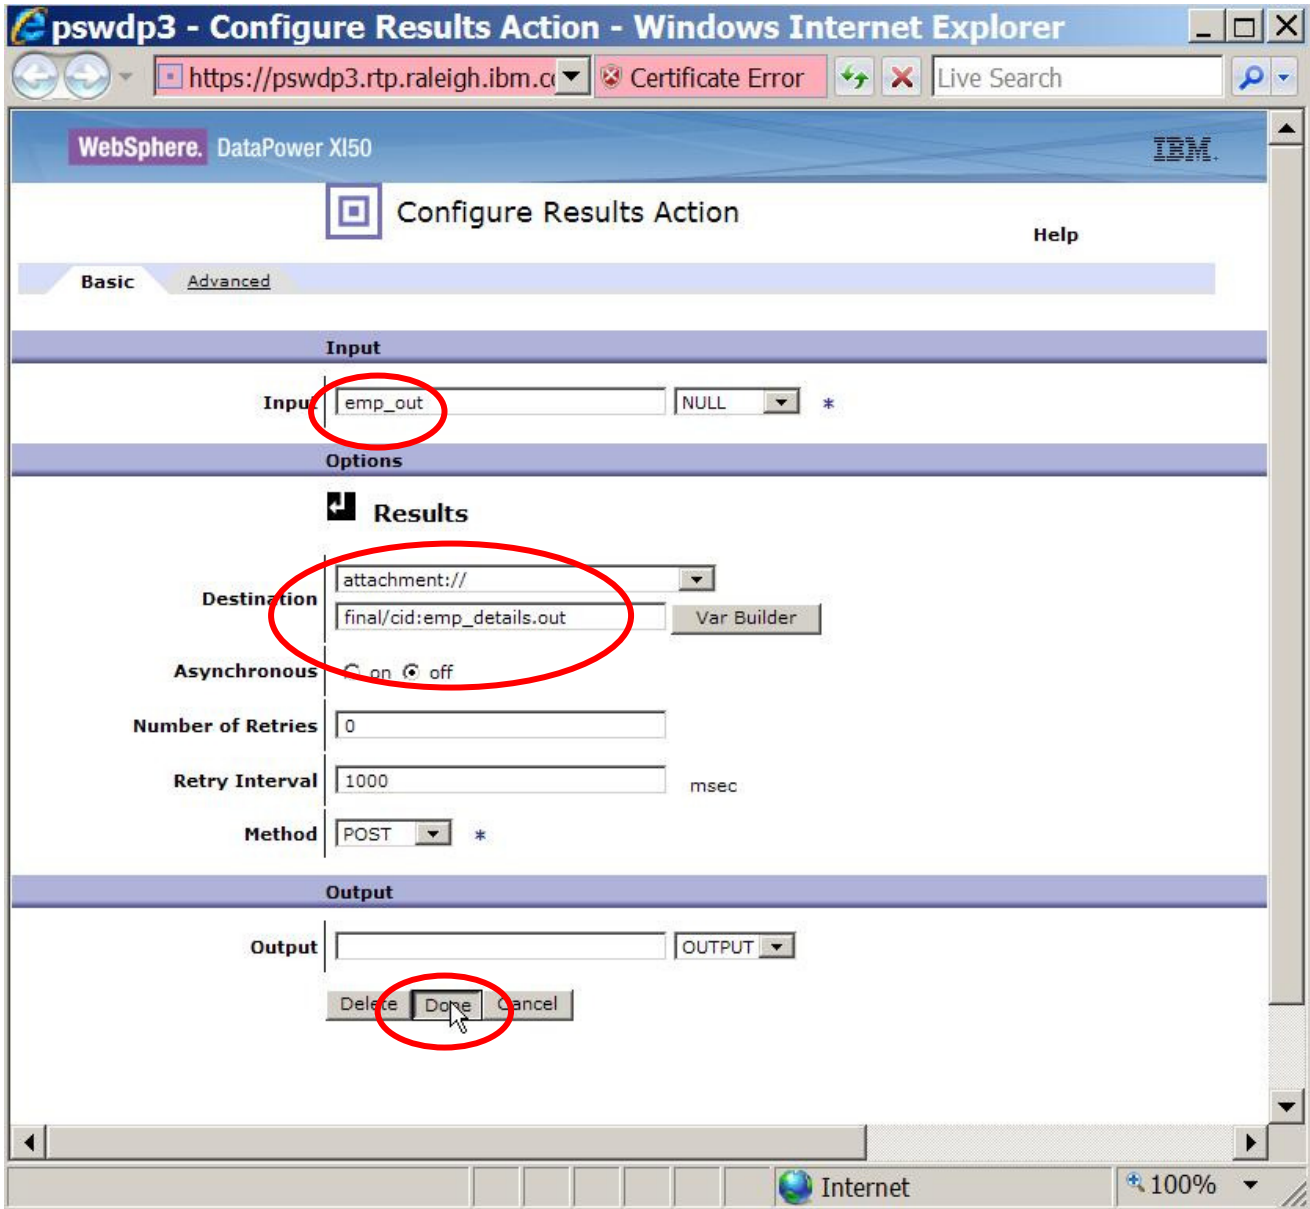 pswdp3 - Configure Results Action - Windows Internet Explorer
https://pswdp3.rtp.raleigh.ibm.c Certificate Error Live Search
WebSphere. DataPower XI50 IBM.
Configure Results Action
Help
Basic Advanced
Input
Input emp_out NULL *
Options
Results
Destination attachment://
final/cid:emp_details.out Var Builder
Asynchronous on off
Number of Retries 0
Retry Interval 1000 msec
Method POST *
Output
Output OUTPUT
Delete Done Cancel
Internet 100%